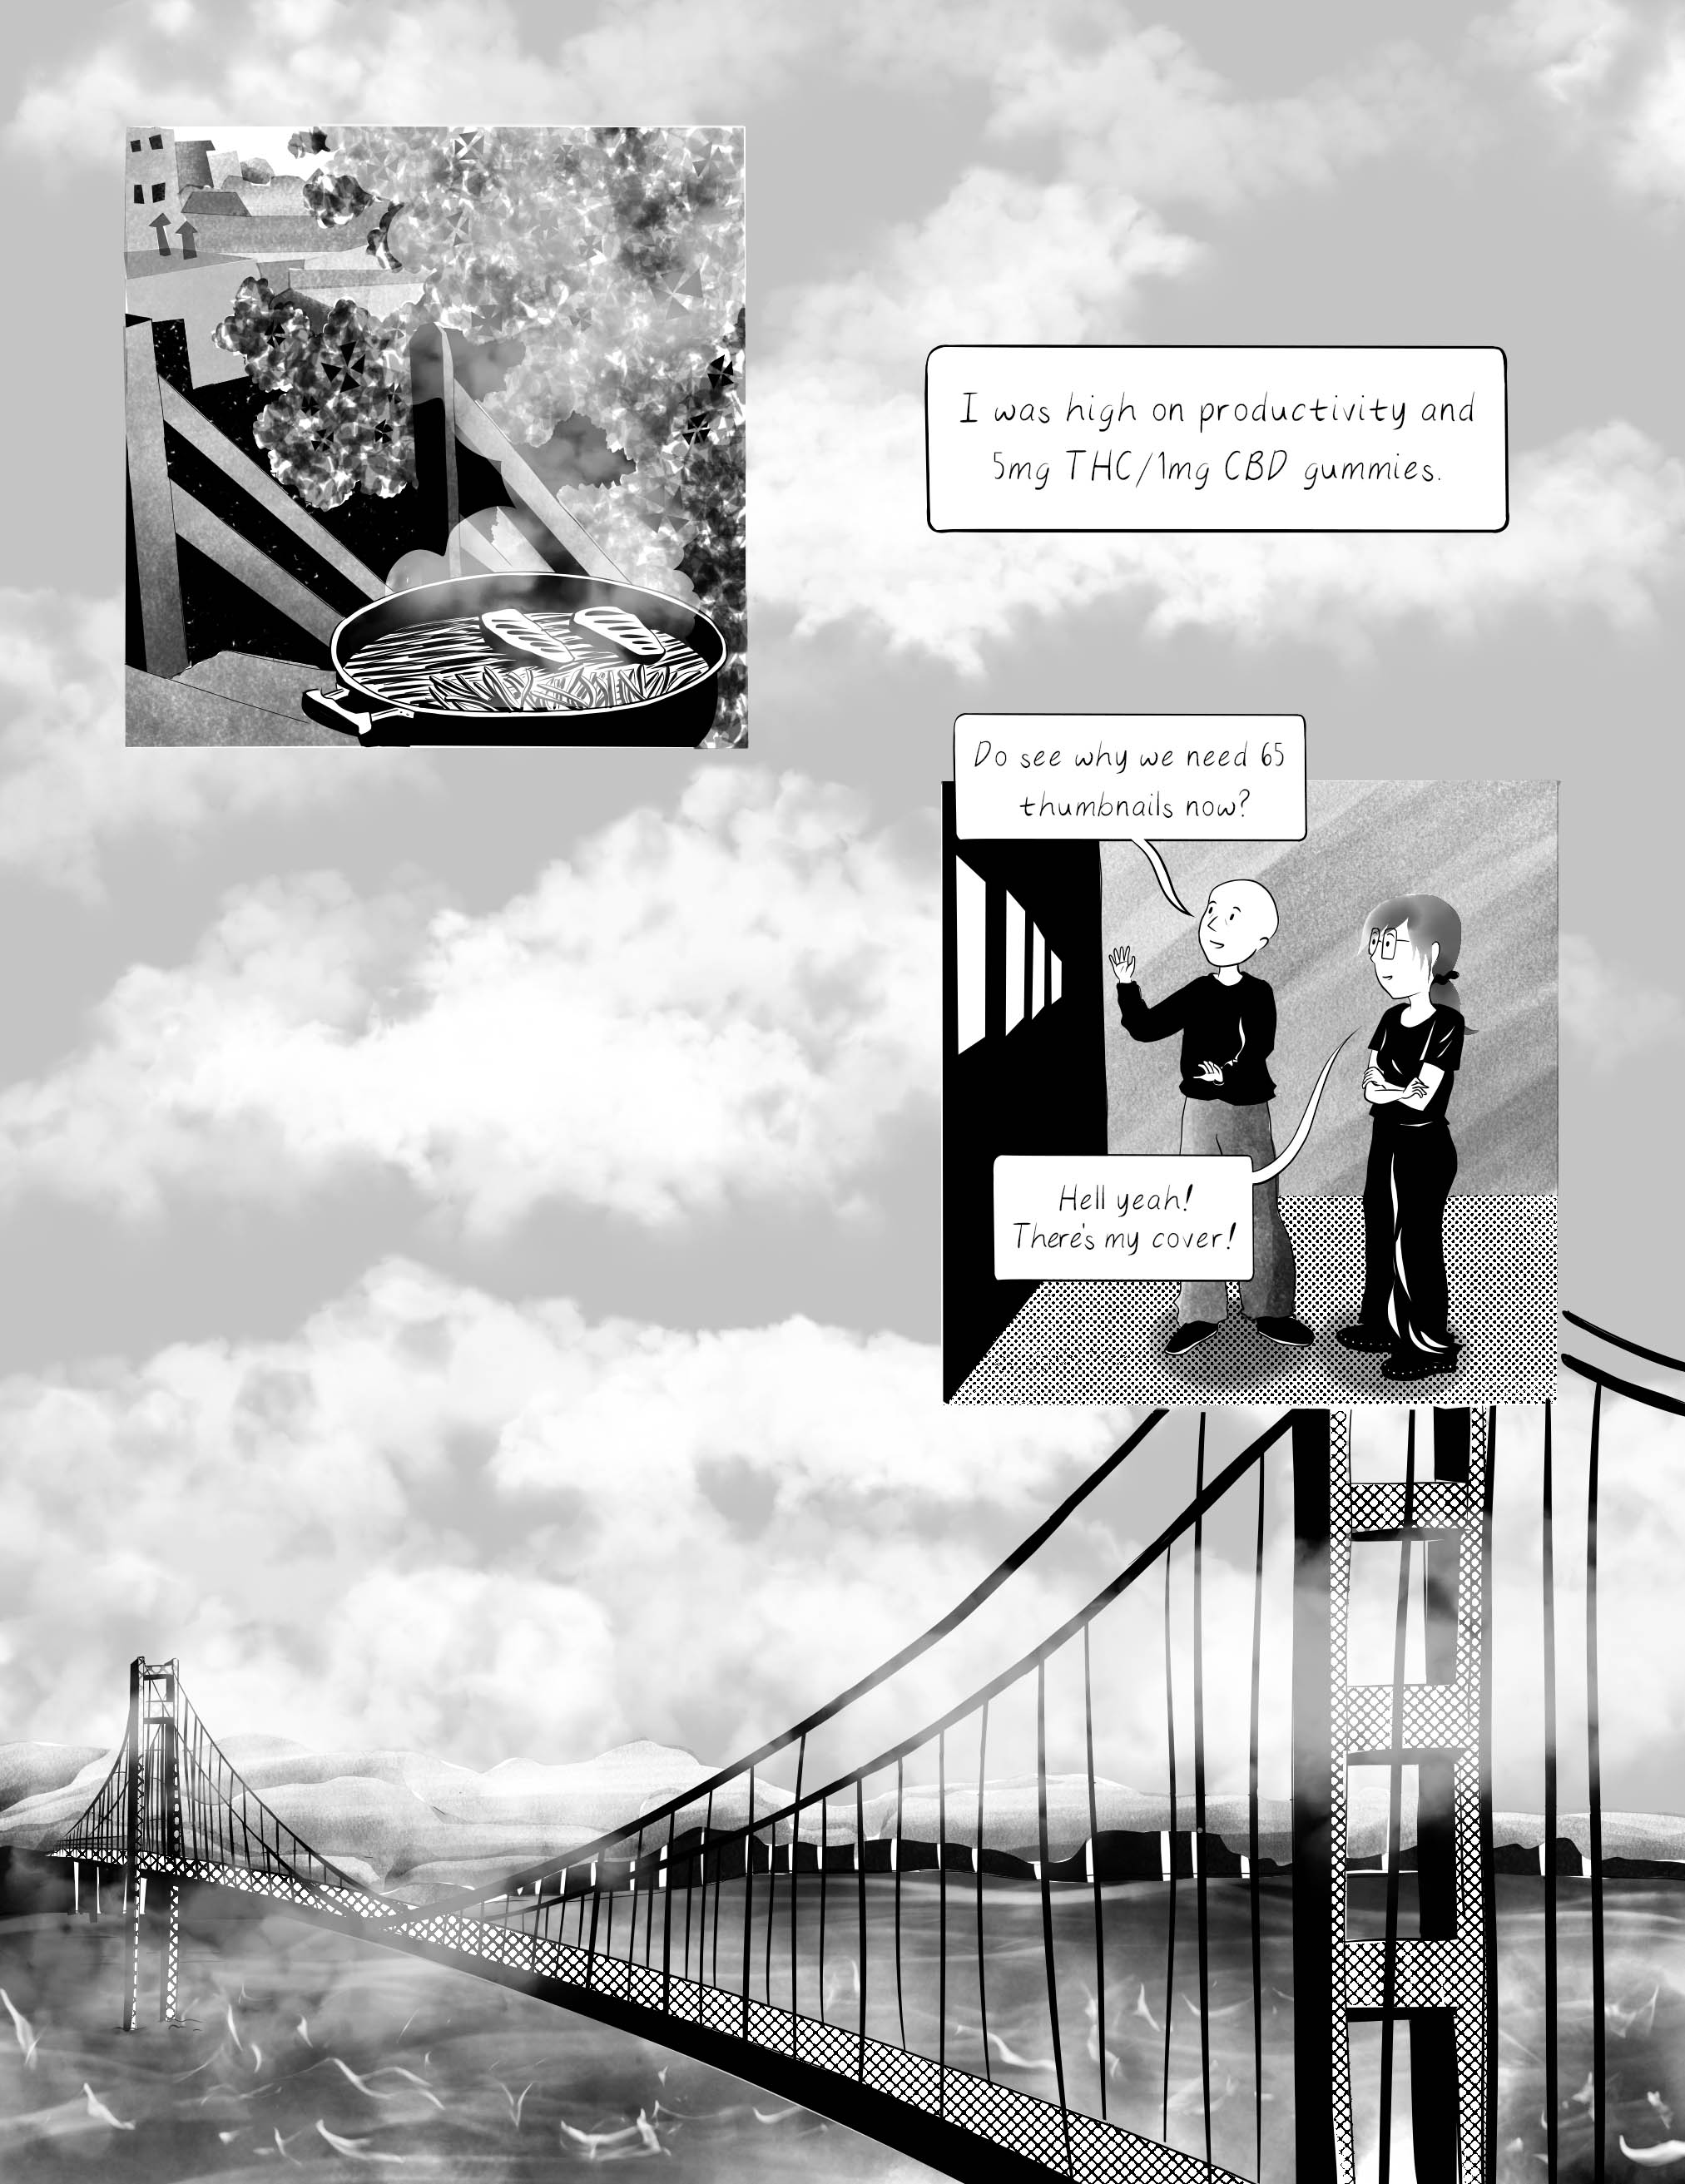 I was high on productivity and
5mg THC/1mg CBD gummies.
Do see why we need 65
thumbnails now?
Hell yeah!
There's my cover!